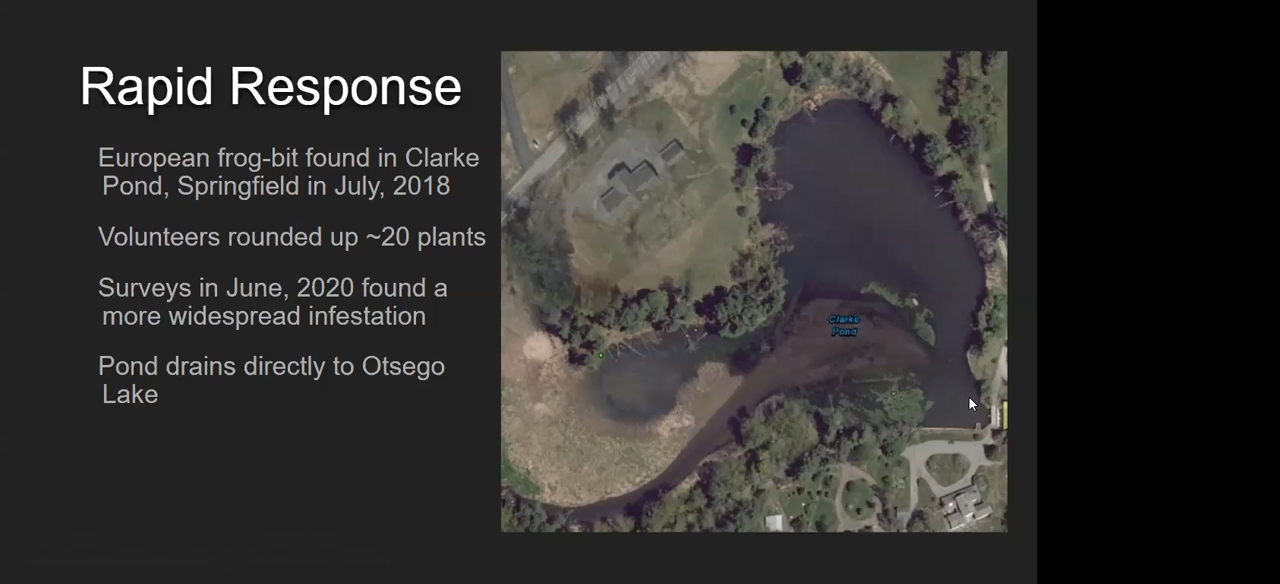 Rapid Response
European frog-bit found in Clarke
Pond, Springfield in July, 2018
Volunteers rounded up ~20 plants
Surveys in June, 2020 found a
more widespread infestation
Pond drains directly to Otsego
Lake
Clarke
Pond